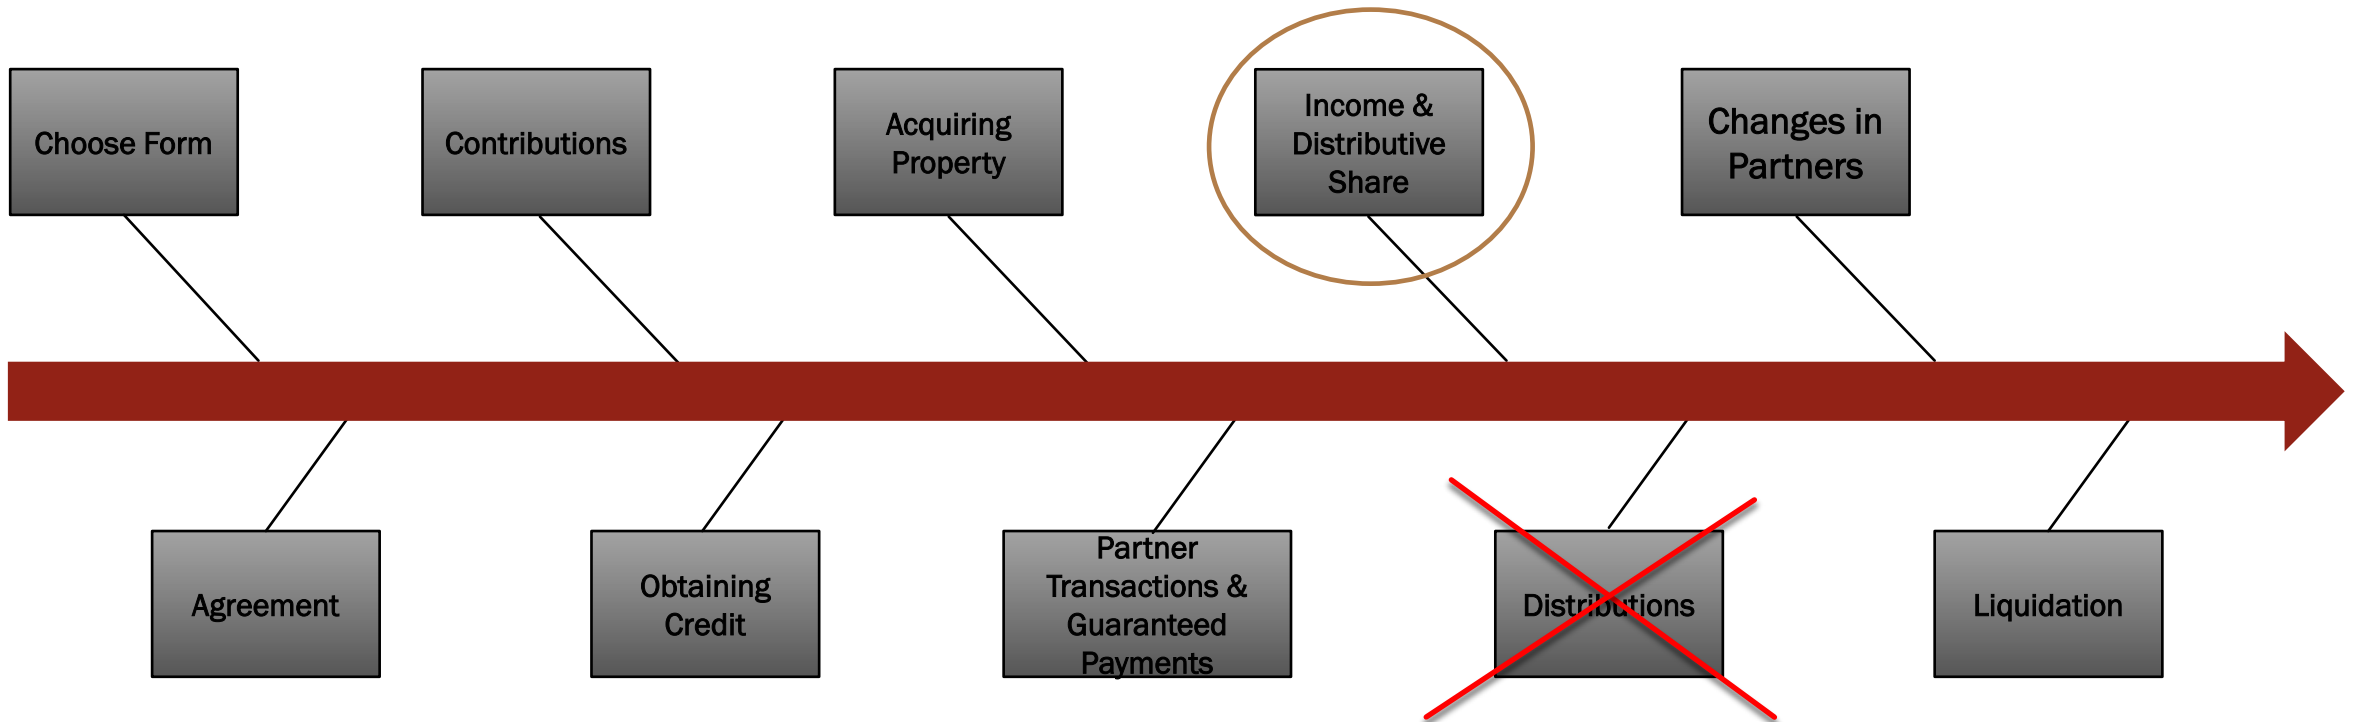 Choose Form
Contributions
Acquiring
Property
Income &
Distributive
Share
Changes in
Partners
Agreement
Obtaining
Credit
Partner
Transactions &
Guaranteed
Payments
Distributions
Liquidation